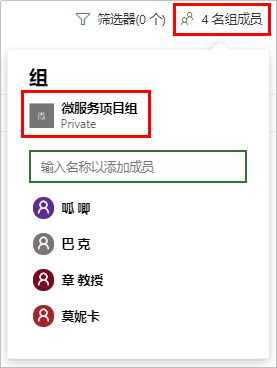 筛选器(0 个) 4 名组成员
组
微 微服务项目组
Private
输入名称以添加成员
呱 唧
巴 克
章 教授
莫妮卡